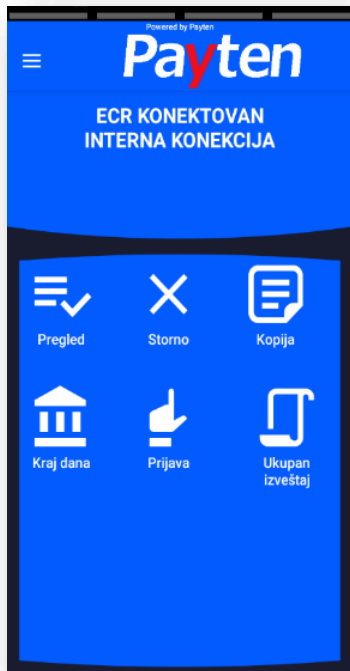 Powered by Payten
Payten
ECR KONEKTOVAN
INTERNA KONEKCIJA
Pregled
Storno
Kopija
Kraj dana
Prijava
Ukupan
izveštaj